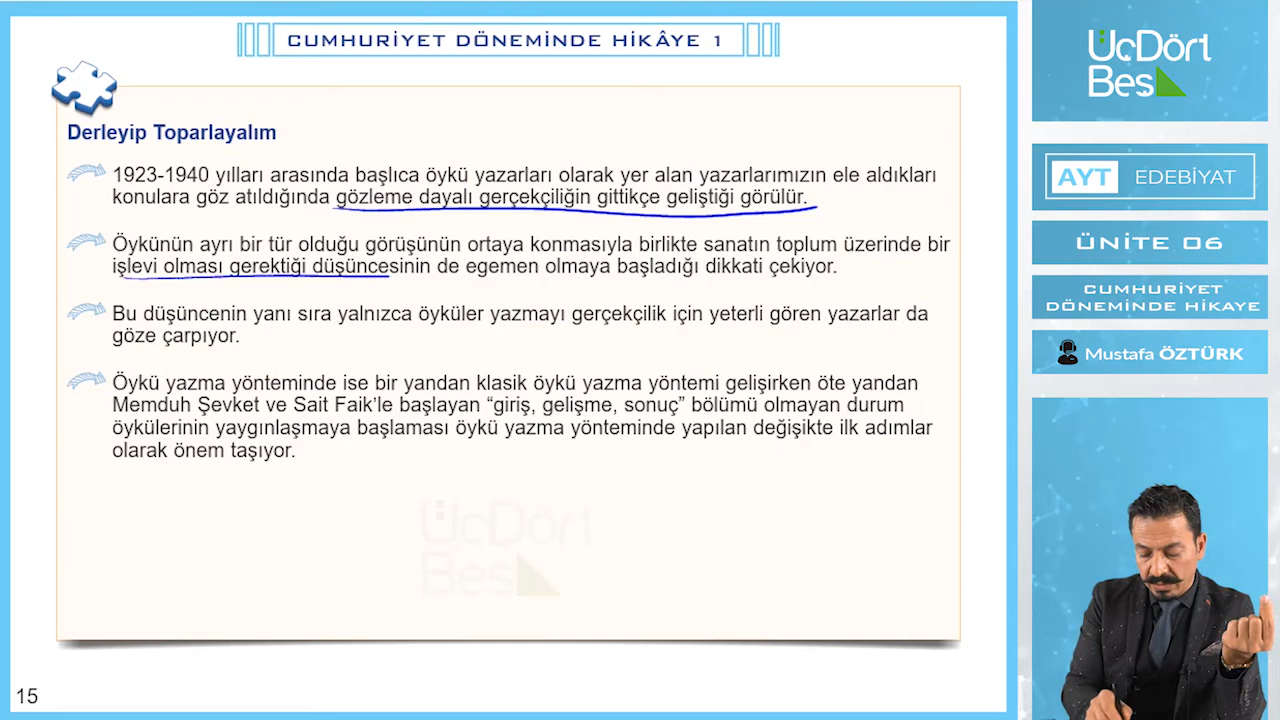 CUMHURİYET DÖNEMİNDE HİKÂYE 1
Derleyip Toparlayalım
1923-1940 yılları arasında başlıca öykü yazarları olarak yer alan yazarlarımızın ele aldıkları
konulara göz atıldığında gözleme dayalı gerçekçiliğin gittikçe geliştiği görülür.
Öykünün ayrı bir tür olduğu görüşünün ortaya konmasıyla birlikte sanatın toplum üzerinde bir
işlevi olması gerektiği düşüncesinin de egemen olmaya başladığı dikkati çekiyor.
Bu düşüncenin yanı sıra yalnızca öyküler yazmayı gerçekçilik için yeterli gören yazarlar da
göze çarpıyor.
Öykü yazma yönteminde ise bir yandan klasik öykü yazma yöntemi gelişirken öte yandan
Memduh Şevket ve Sait Faik’le başlayan “giriş, gelişme, sonuç” bölümü olmayan durum
öykülerinin yaygınlaşmaya başlaması öykü yazma yönteminde yapılan değişikte ilk adımlar
olarak önem taşıyor.
ÜçDört
Beş
15
ÜçDört
Beş
AYT EDEBİYAT
ÜNİTE 06
CUMHURİYET
DÖNEMİNDE HİKAYE
Mustafa ÖZTÜRK